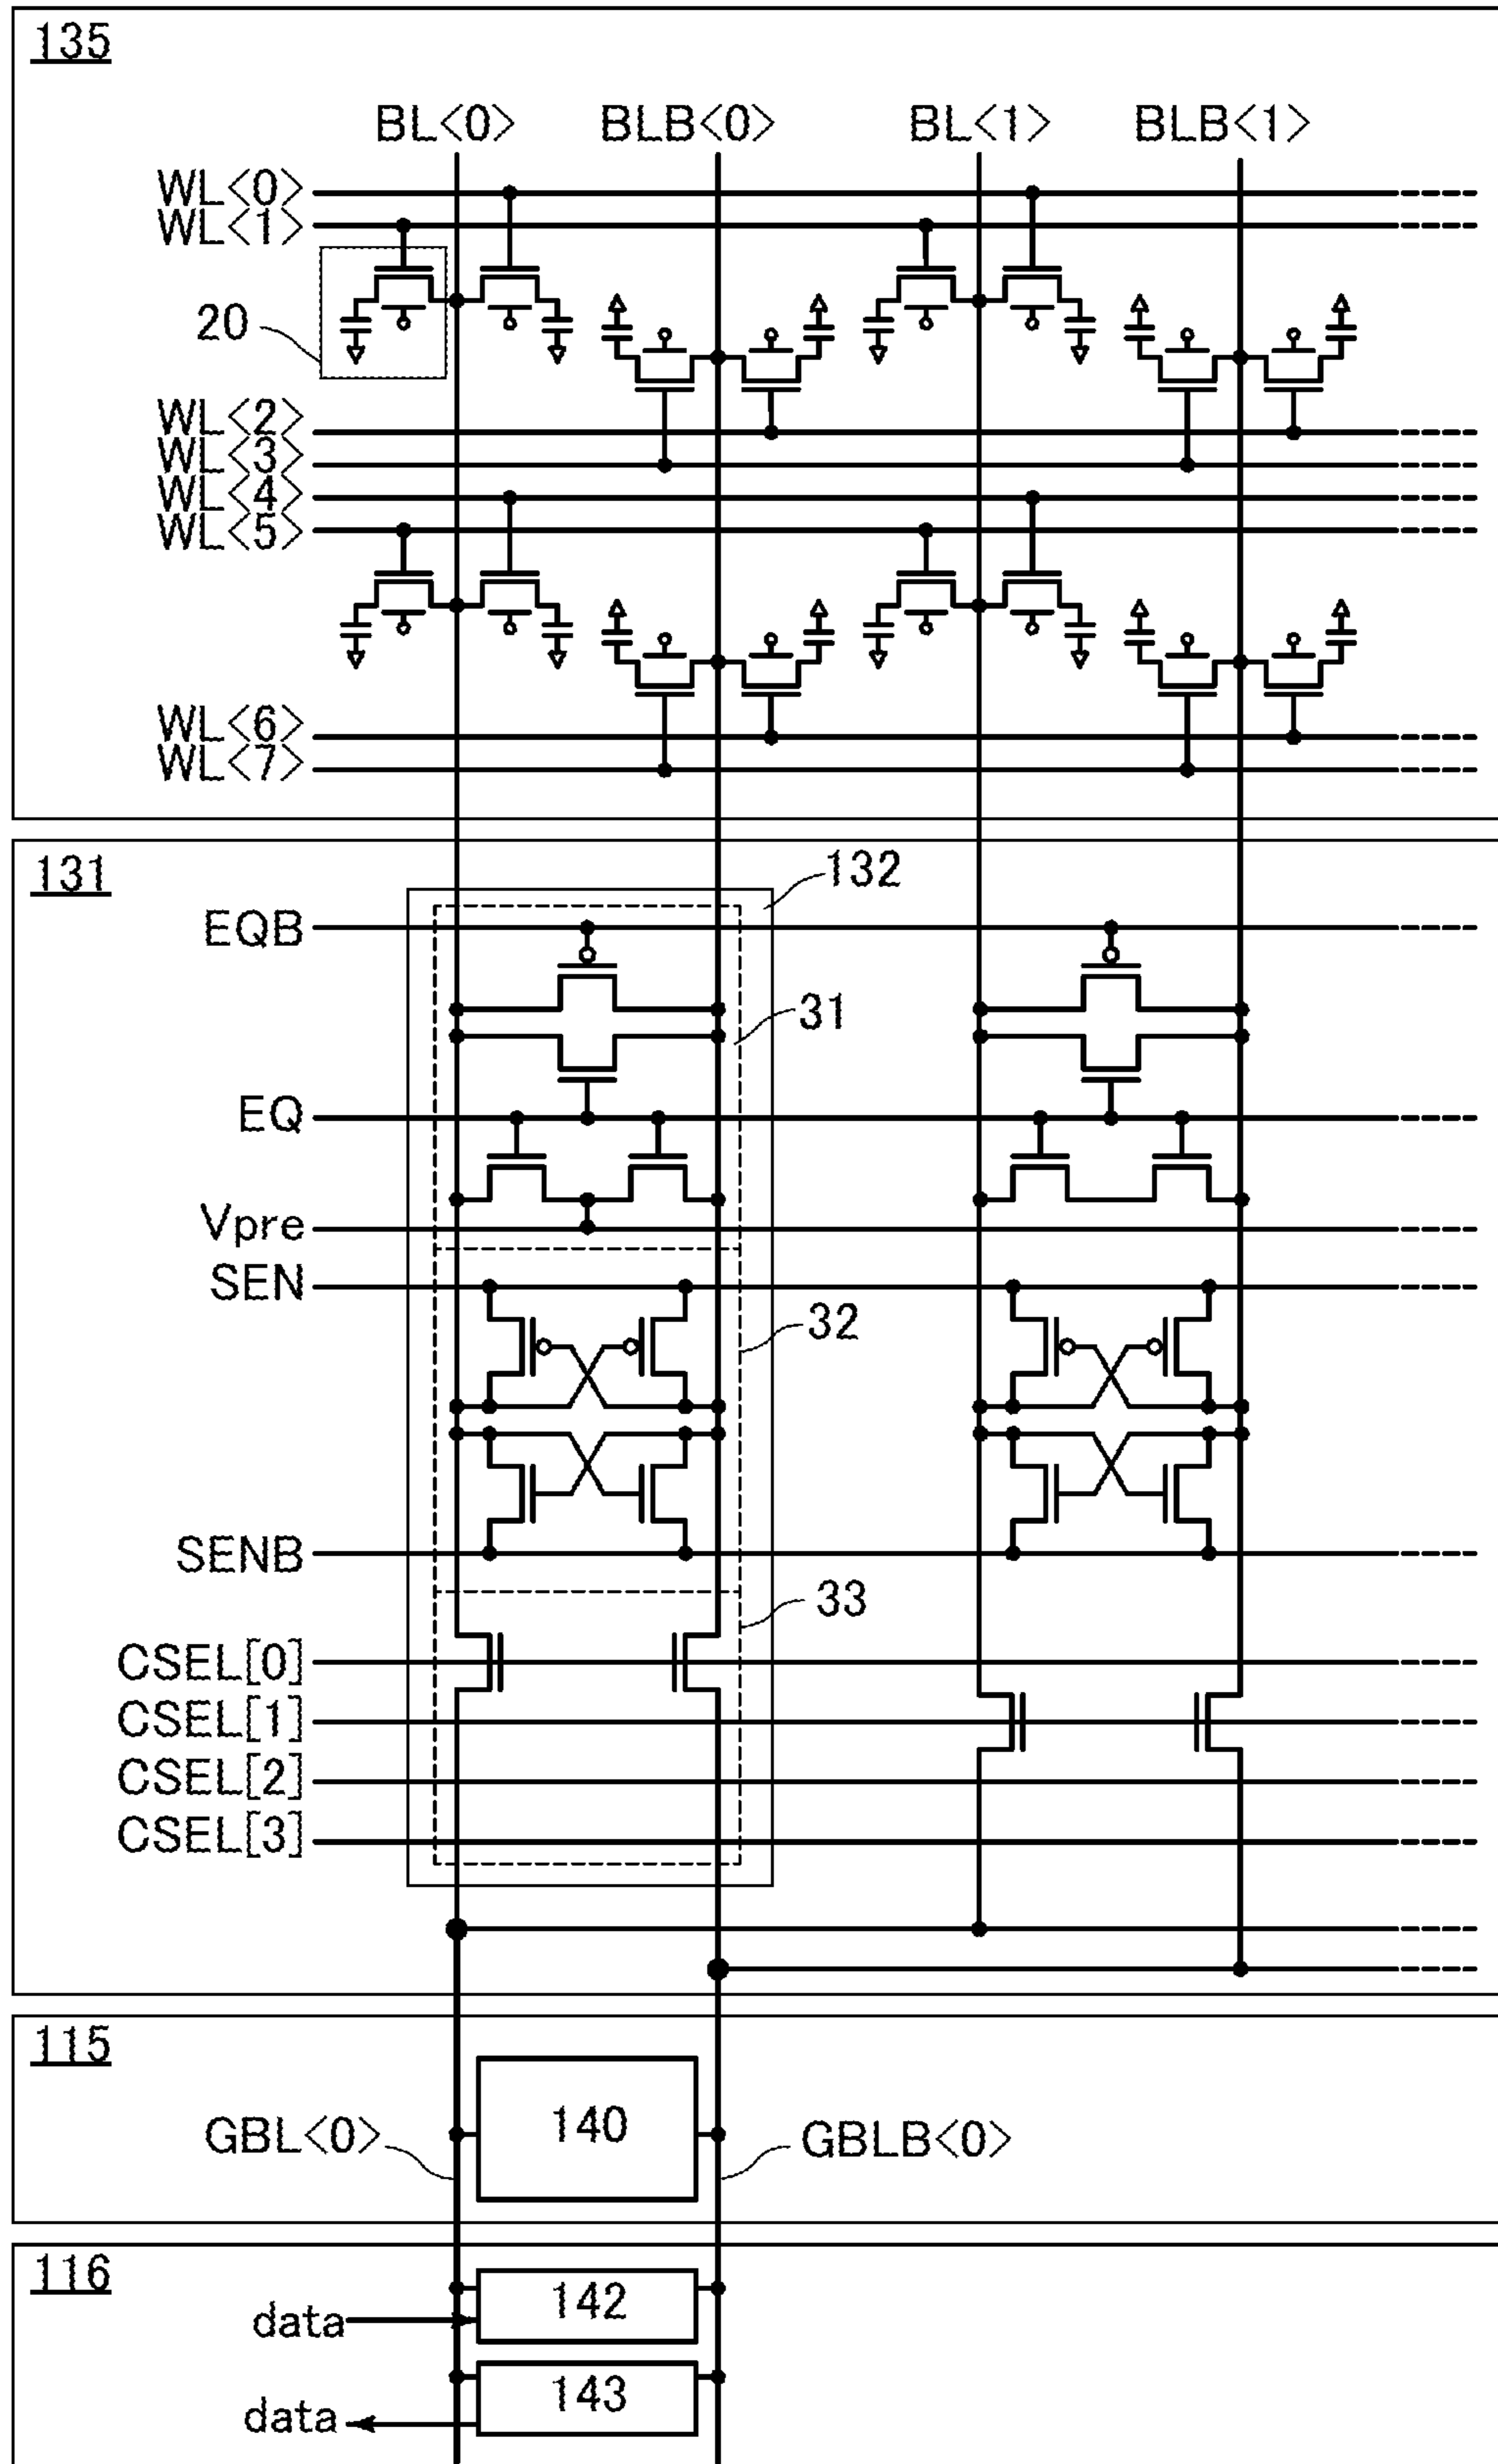 135
BL<0> BLB<0> BL<1> BLB<1>
WL<0>
WL<1>
20
WL<2>
WL<3>
WL<4>
WL<5>
WL<6>
WL<7>
131
132
EQB
31
EQ
Vpre
SEN
32
SENB
33
CSEL[0]
CSEL[1]
CSEL[2]
CSEL[3]
115
140
GBL<0> GBLB<0>
116
142
data
143
data